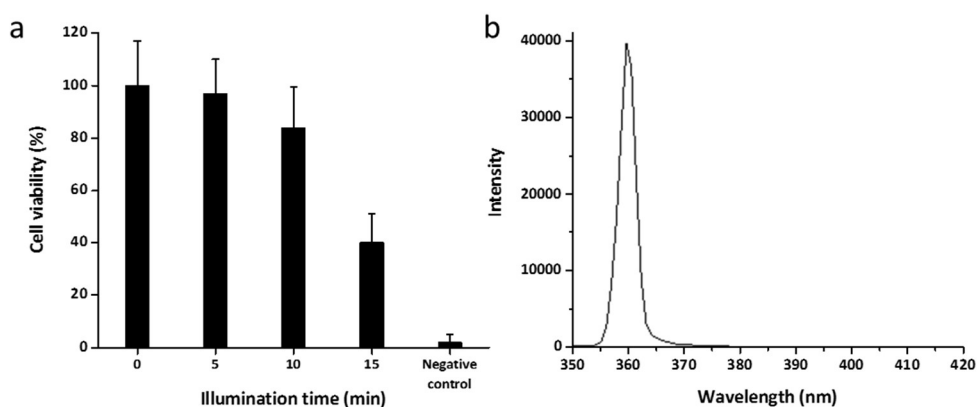 a
120
100
80
60
40
20
0
Cell viability (%)
0 5 10 15 Negative
control
Illumination time (min)
b
40000
30000
20000
10000
0
Intensity
350 360 370 380 390 400 410 420
Wavelength (nm)